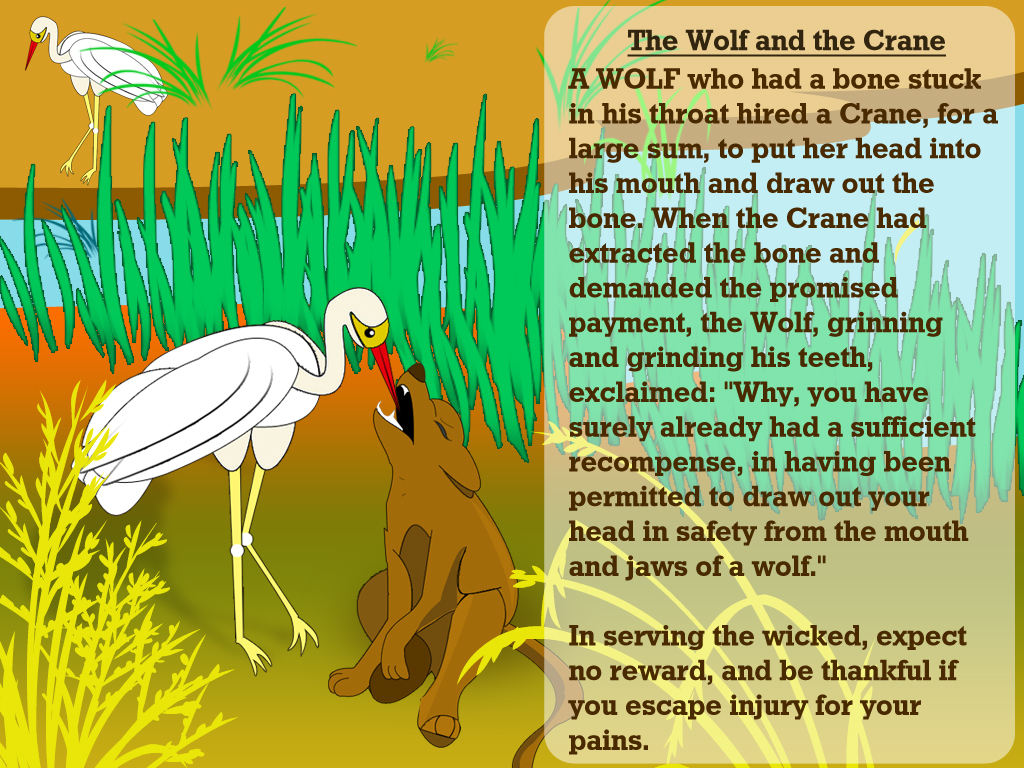 The Wolf and the Crane
A WOLF who had a bone stuck
in his throat hired a Crane, for a
large sum, to put her head into
his mouth and draw out the
bone. When the Crane had
extracted the bone and
demanded the promised
payment, the Wolf, grinning
and grinding his teeth,
exclaimed: "Why, you have
surely already had a sufficient
recompense, in having been
permitted to draw out your
head in safety from the mouth
and jaws of a wolf."
In serving the wicked, expect
no reward, and be thankful if
you escape injury for your
pains.